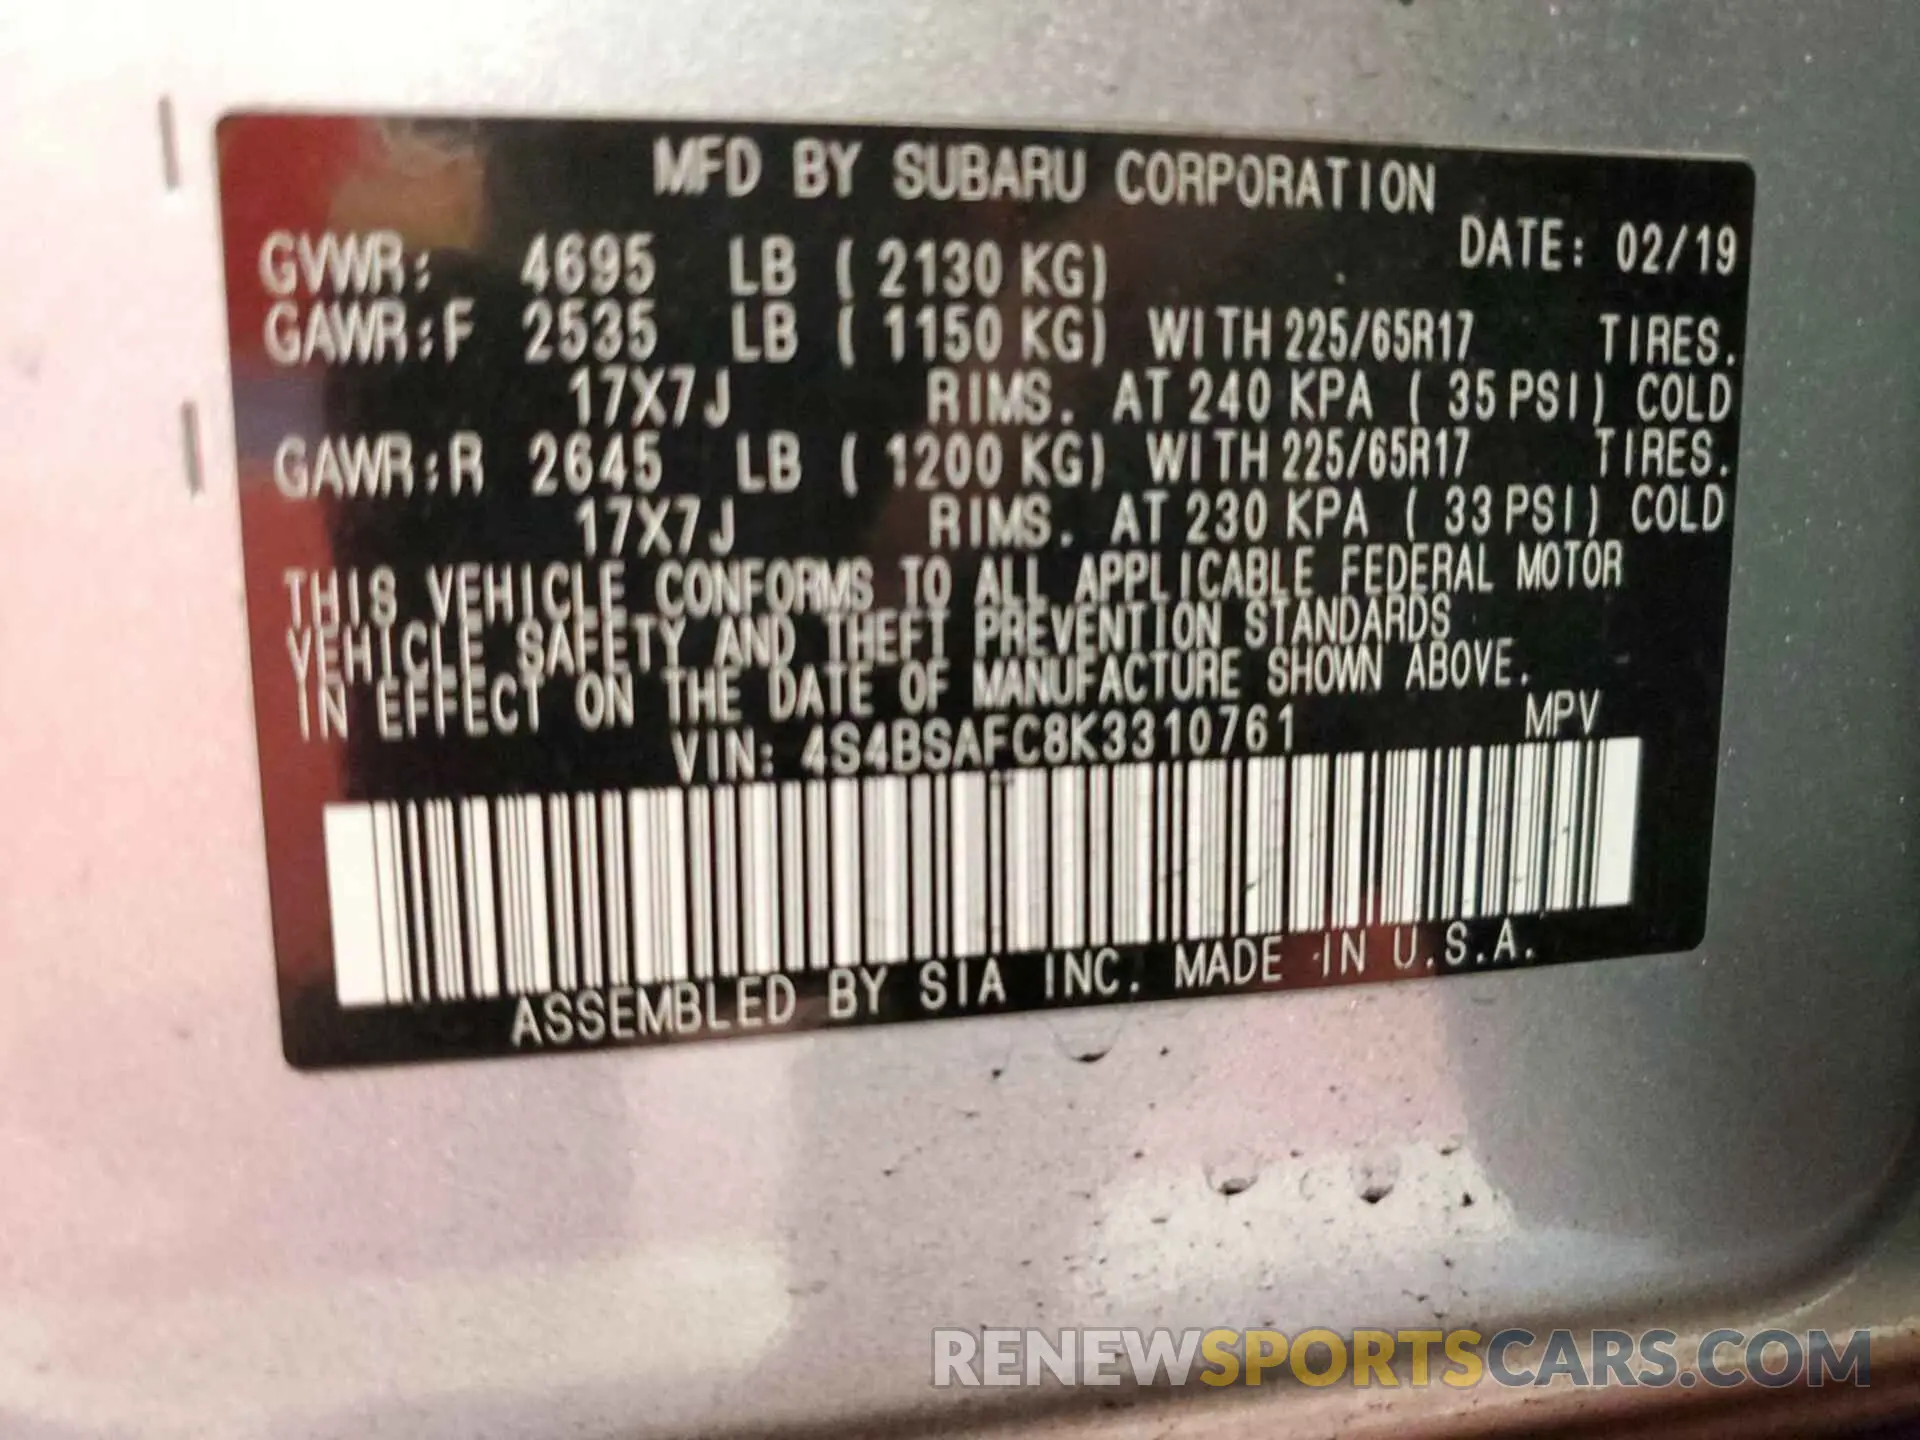 MFD BY SUBARU CORPORATION
DATE: 02/19
GVWR: 4695 LB ( 2130 KG)
GAWR:F 2535 LB ( 1150 KG) WITH 225/65R17 TIRES.
17X7J RIMS. AT 240 KPA ( 35 PSI) COLD
GAWR:R 2645 LB ( 1200 KG) WITH 225/65R17 TIRES.
17X7J RIMS. AT 230 KPA ( 33 PSI) COLD
THIS VEHICLE CONFORMS TO ALL APPLICABLE FEDERAL MOTOR
VEHICLE SAFETY AND THEFT PREVENTION STANDARDS
IN EFFECT ON THE DATE OF MANUFACTURE SHOWN ABOVE.
VIN: 4S4BSAFC8K3310761 MPV
ASSEMBLED BY SIA INC. MADE IN U.S.A.
RENEWSPORTSCARS.COM